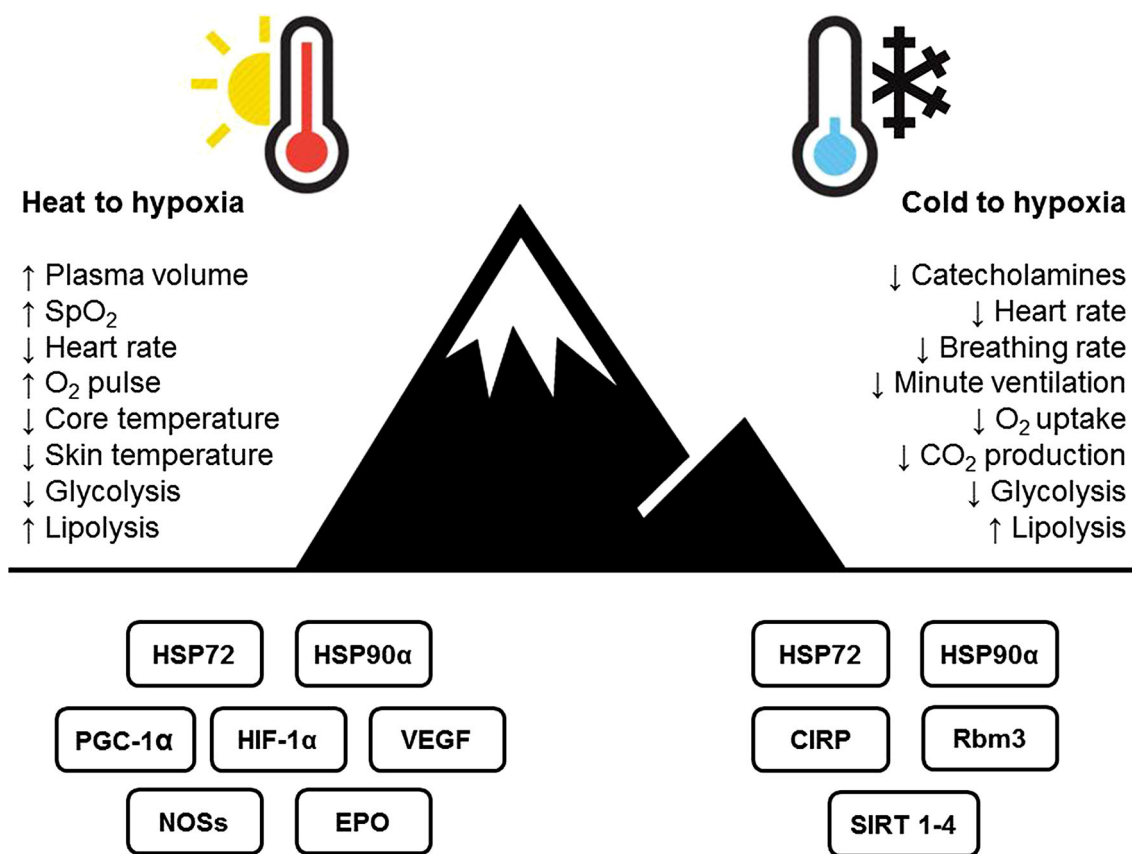 Heat to hypoxia
↑ Plasma volume
↑ SpO₂
↓ Heart rate
↑ O₂ pulse
↓ Core temperature
↓ Skin temperature
↓ Glycolysis
↑ Lipolysis
Cold to hypoxia
↓ Catecholamines
↓ Heart rate
↓ Breathing rate
↓ Minute ventilation
↓ O₂ uptake
↓ CO₂ production
↓ Glycolysis
↑ Lipolysis
HSP72
HSP90α
PGC-1α
HIF-1α
VEGF
NOSs
EPO
HSP72
HSP90α
CIRP
Rbm3
SIRT 1-4